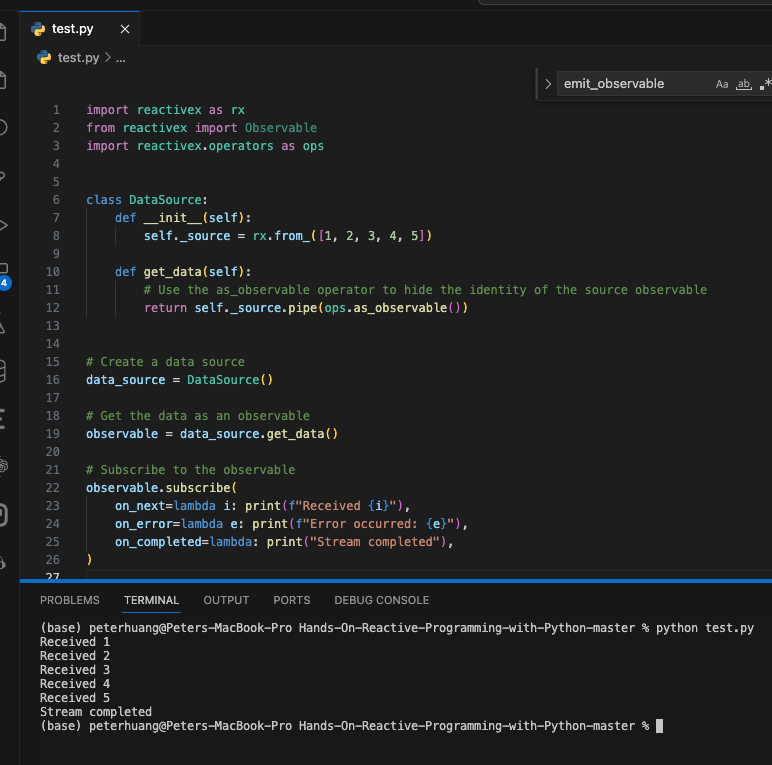 test.py
test.py > ...
emit_observable Aa ab .*
1 import reactivex as rx
2 from reactivex import Observable
3 import reactivex.operators as ops
4
5
6 class DataSource:
7     def __init__(self):
8         self._source = rx.from_([1, 2, 3, 4, 5])
9
10     def get_data(self):
11         # Use the as_observable operator to hide the identity of the source observable
12         return self._source.pipe(ops.as_observable())
13
14
15 # Create a data source
16 data_source = DataSource()
17
18 # Get the data as an observable
19 observable = data_source.get_data()
20
21 # Subscribe to the observable
22 observable.subscribe(
23     on_next=lambda i: print(f"Received {i}"),
24     on_error=lambda e: print(f"Error occurred: {e}"),
25     on_completed=lambda: print("Stream completed"),
26 )
27
4
PROBLEMS TERMINAL OUTPUT PORTS DEBUG CONSOLE
(base) peterhuang@Peters-MacBook-Pro Hands-On-Reactive-Programming-with-Python-master % python test.py
Received 1
Received 2
Received 3
Received 4
Received 5
Stream completed
(base) peterhuang@Peters-MacBook-Pro Hands-On-Reactive-Programming-with-Python-master %